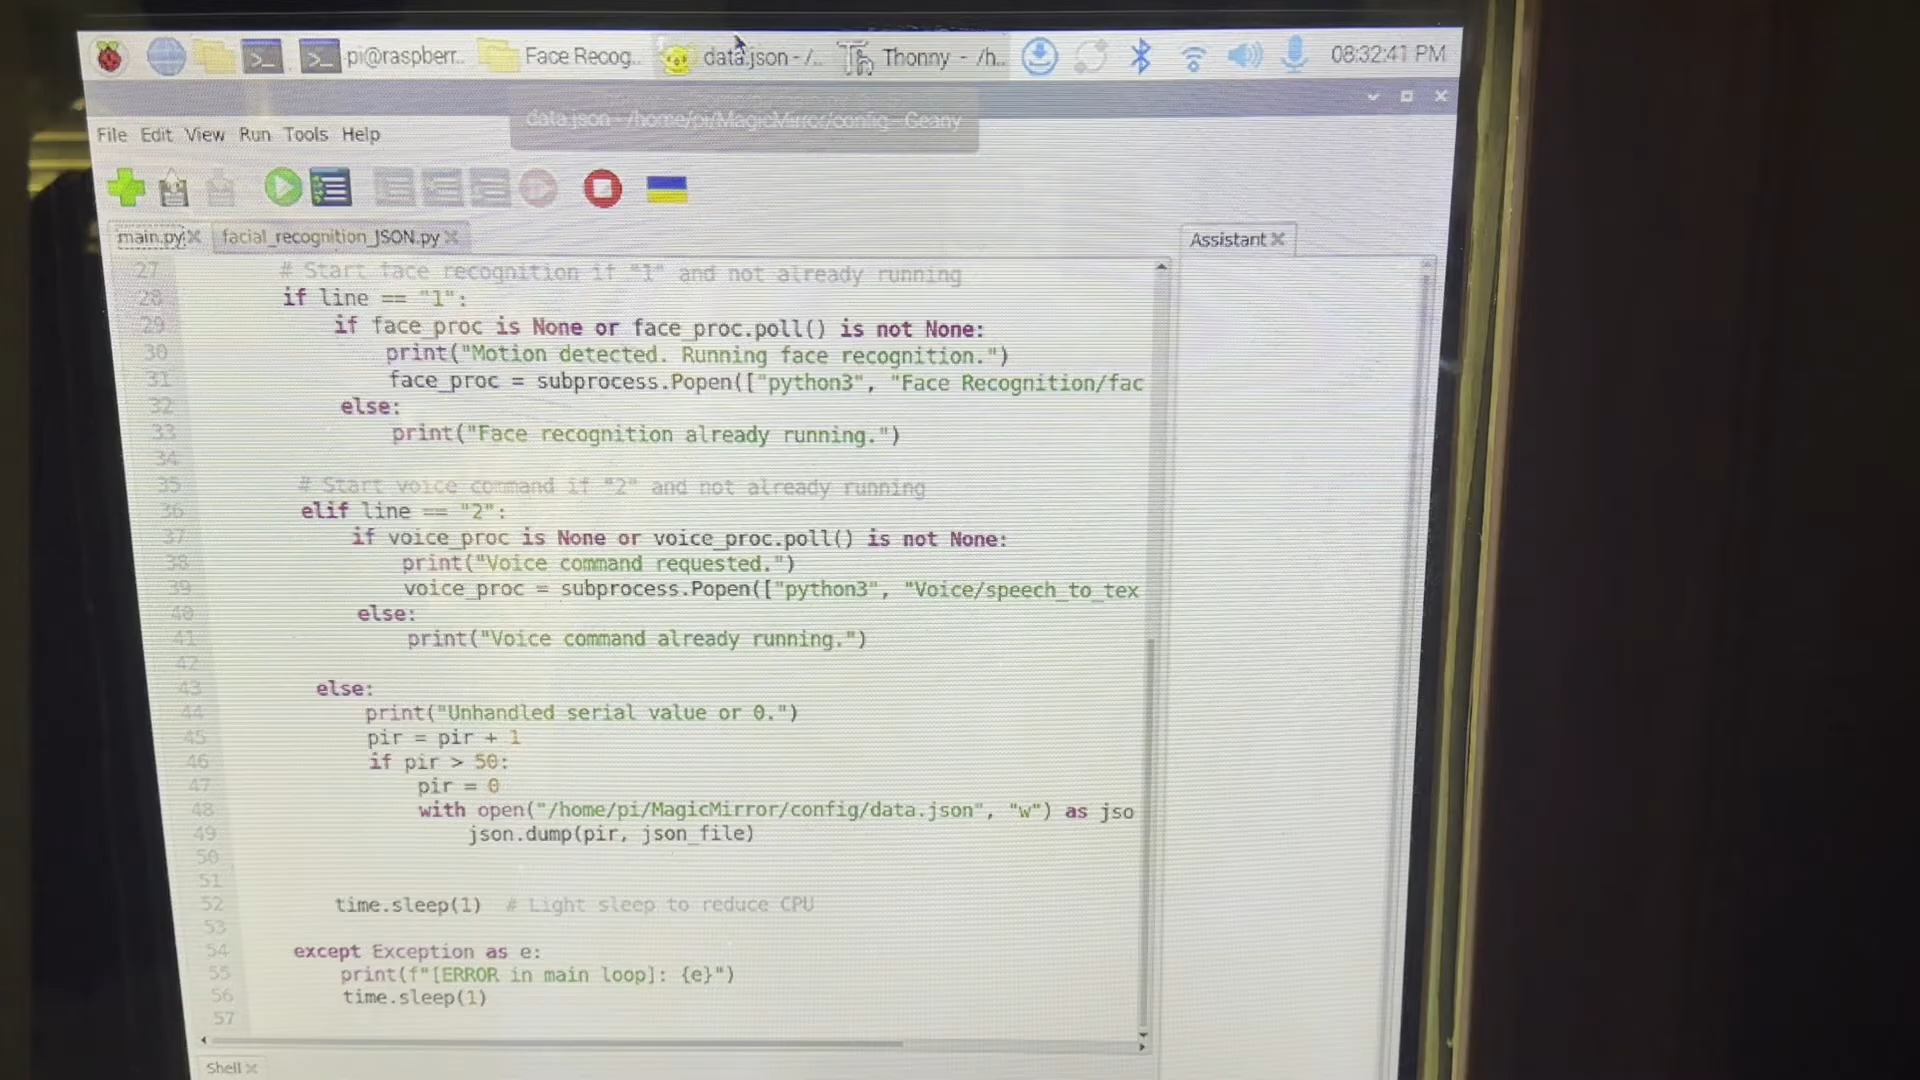 pi@raspberr.. Face Recog.. data.json - /.. Thonny - /h.. 08:32:41 PM
data.json - /home/pi/MagicMirror/config - Geany
File Edit View Run Tools Help
main.py facial_recognition_JSON.py Assistant
27 # Start face recognition if "1" and not already running
28 if line == "1":
29 if face_proc is None or face_proc.poll() is not None:
30 print("Motion detected. Running face recognition.")
31 face_proc = subprocess.Popen(["python3", "Face Recognition/fac
32 else:
33 print("Face recognition already running.")
34
35 # Start voice command if "2" and not already running
36 elif line == "2":
37 if voice_proc is None or voice_proc.poll() is not None:
38 print("Voice command requested.")
39 voice_proc = subprocess.Popen(["python3", "Voice/speech_to_tex
40 else:
41 print("Voice command already running.")
42
43 else:
44 print("Unhandled serial value or 0.")
45 pir = pir + 1
46 if pir > 50:
47 pir = 0
48 with open("/home/pi/MagicMirror/config/data.json", "w") as jso
49 json.dump(pir, json_file)
50
51
52 time.sleep(1) # Light sleep to reduce CPU
53
54 except Exception as e:
55 print(f"[ERROR in main loop]: {e}")
56 time.sleep(1)
57
Shell